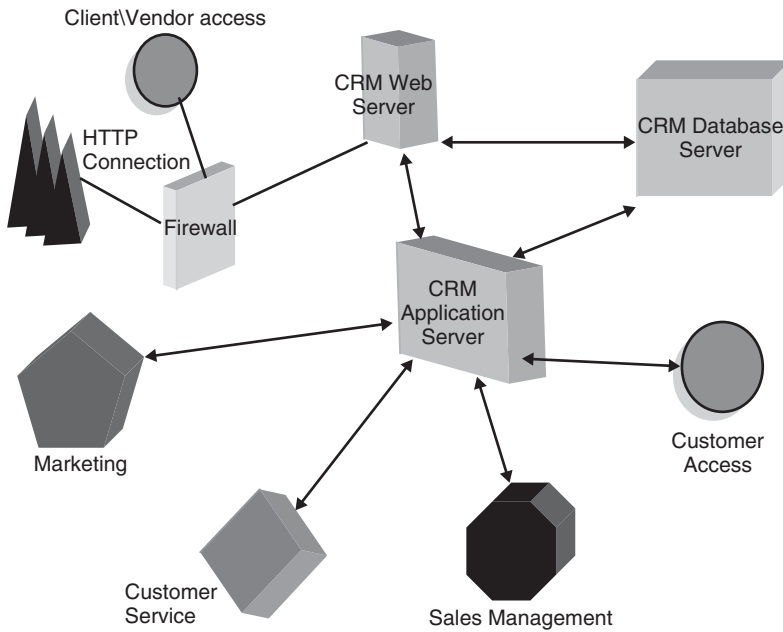 Client\Vendor access
CRM Web
Server
CRM Database
Server
HTTP
Connection
Firewall
CRM
Application
Server
Marketing
Customer
Access
Customer
Service
Sales Management